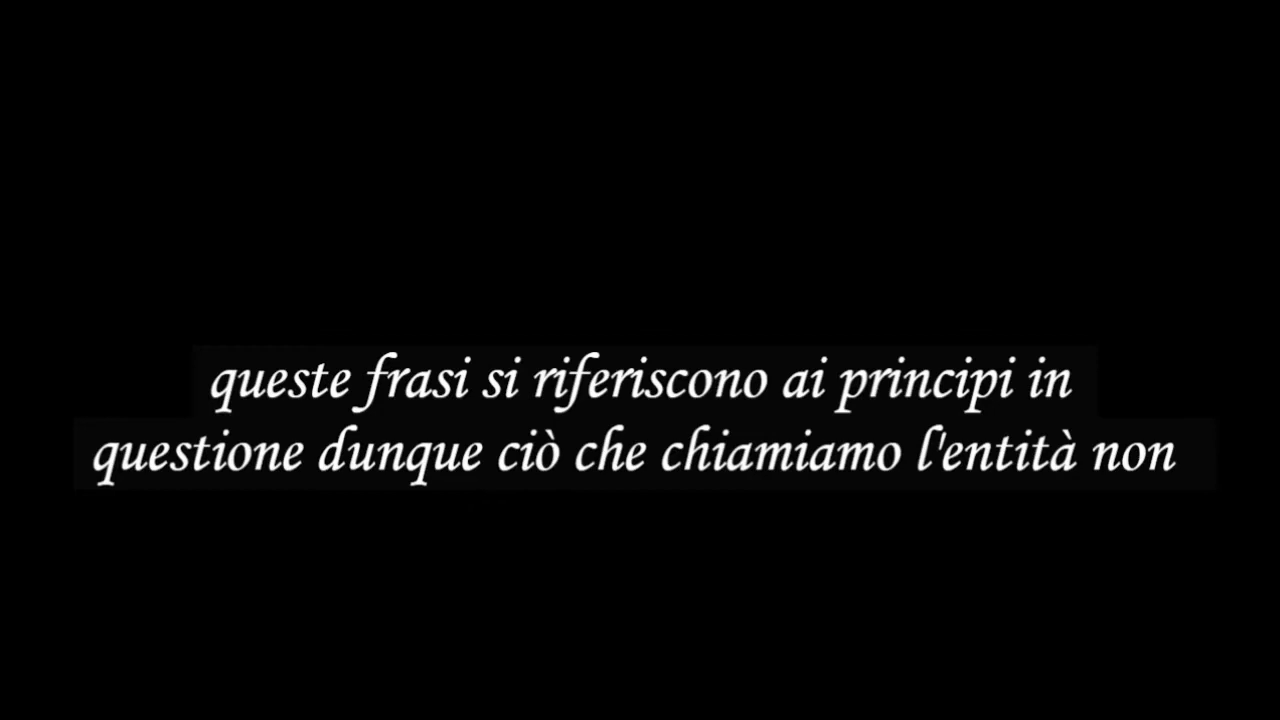 queste frasi si riferiscono ai principi in
questione dunque ciò che chiamiamo l'entità non